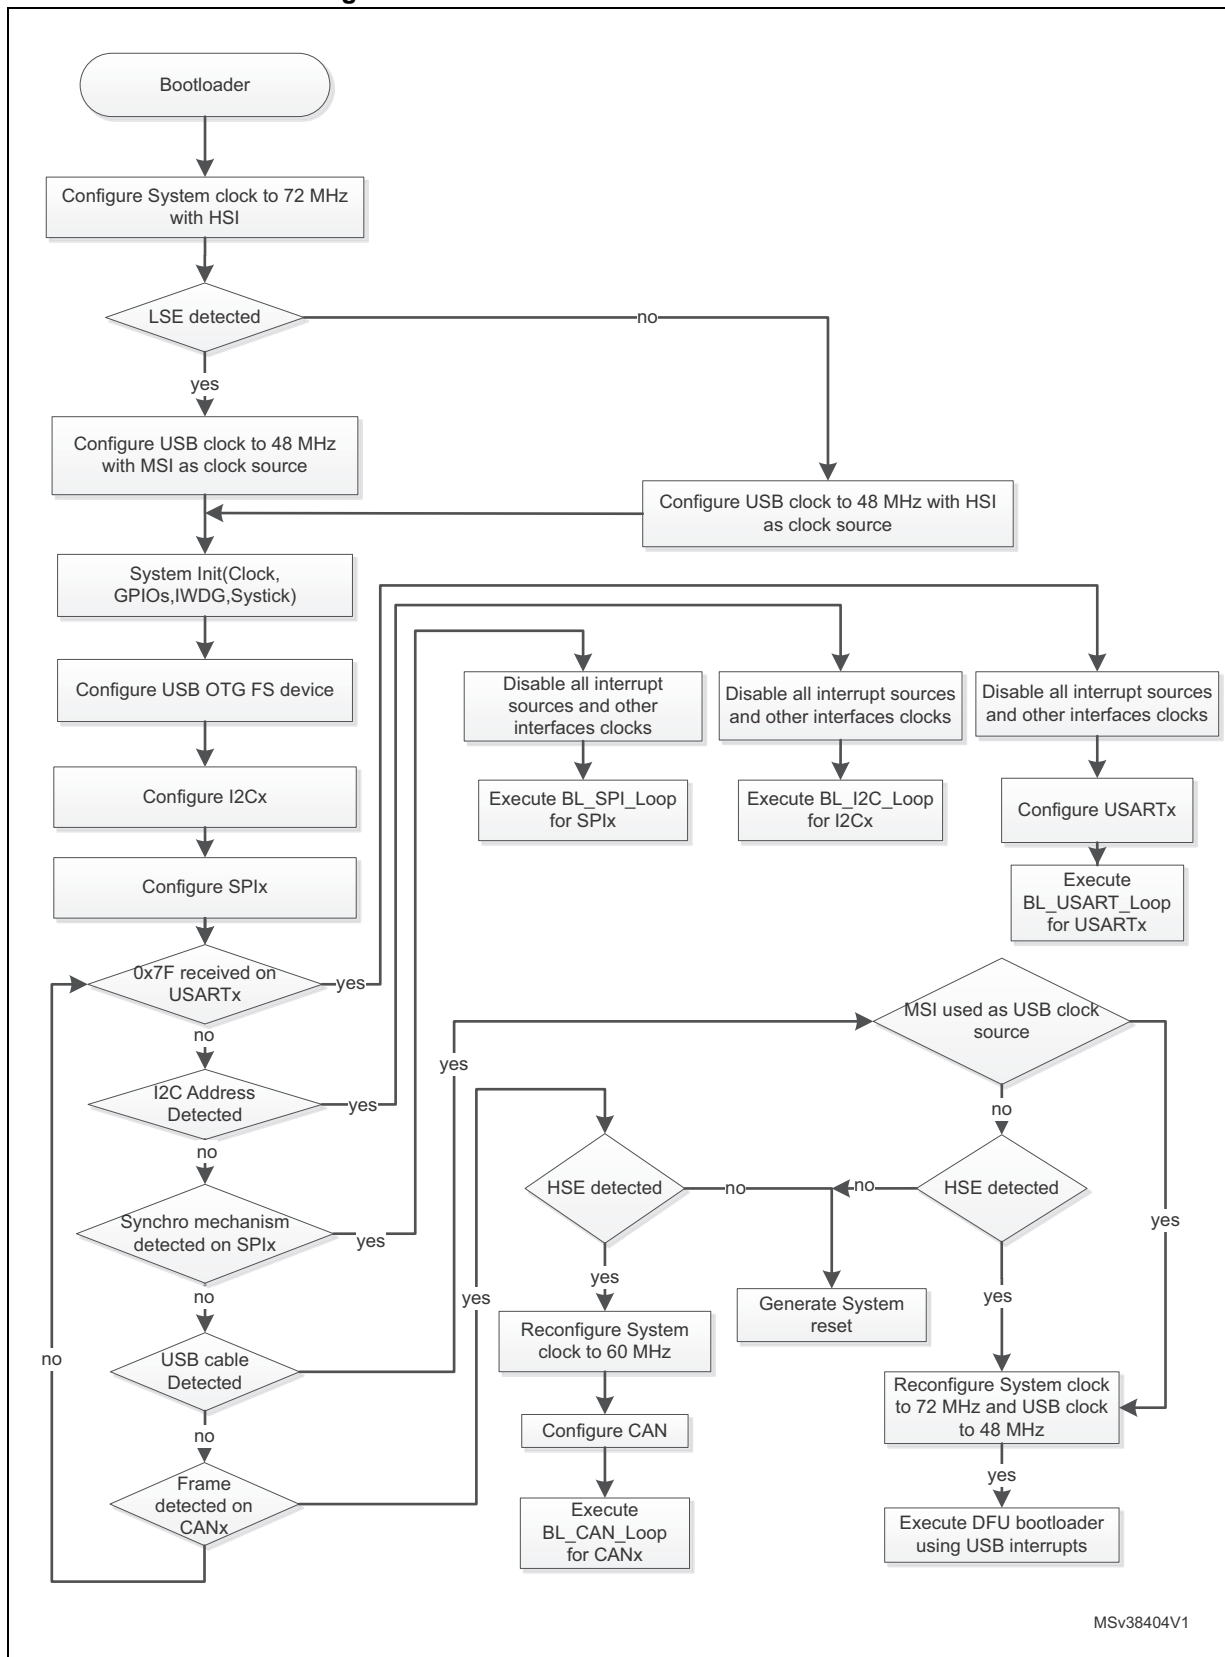 Bootloader
Configure System clock to 72 MHz
with HSI
LSE detected
no
yes
Configure USB clock to 48 MHz
with MSI as clock source
Configure USB clock to 48 MHz with HSI
as clock source
System Init(Clock,
GPIOs,IWDG,Systick)
Configure USB OTG FS device
Disable all interrupt
sources and other
interfaces clocks
Disable all interrupt sources
and other interfaces clocks
Disable all interrupt sources
and other interfaces clocks
Configure I2Cx
Execute BL_SPI_Loop
for SPIx
Execute BL_I2C_Loop
for I2Cx
Configure USARTx
Configure SPIx
Execute
BL_USART_Loop
for USARTx
0x7F received on
USARTx
yes
no
MSI used as USB clock
source
yes
I2C Address
Detected
yes
no
no
HSE detected
no
no
HSE detected
Synchro mechanism
detected on SPIx
yes
yes
no
yes
yes
yes
Generate System
reset
Reconfigure System
clock to 60 MHz
no
USB cable
Detected
Reconfigure System clock
to 72 MHz and USB clock
to 48 MHz
no
Configure CAN
yes
Frame
detected on
CANx
Execute
BL_CAN_Loop
for CANx
Execute DFU bootloader
using USB interrupts
MSv38404V1